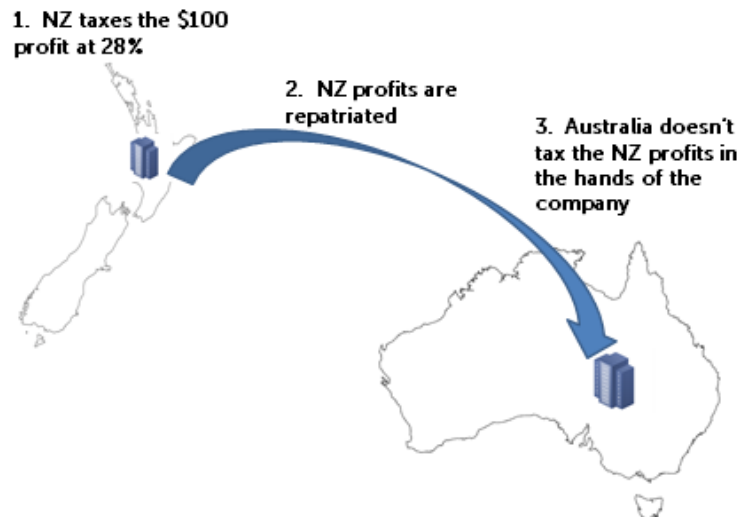 1. NZ taxes the $100
profit at 28%
2. NZ profits are
repatriated
3. Australia doesn't
tax the NZ profits in
the hands of the
company